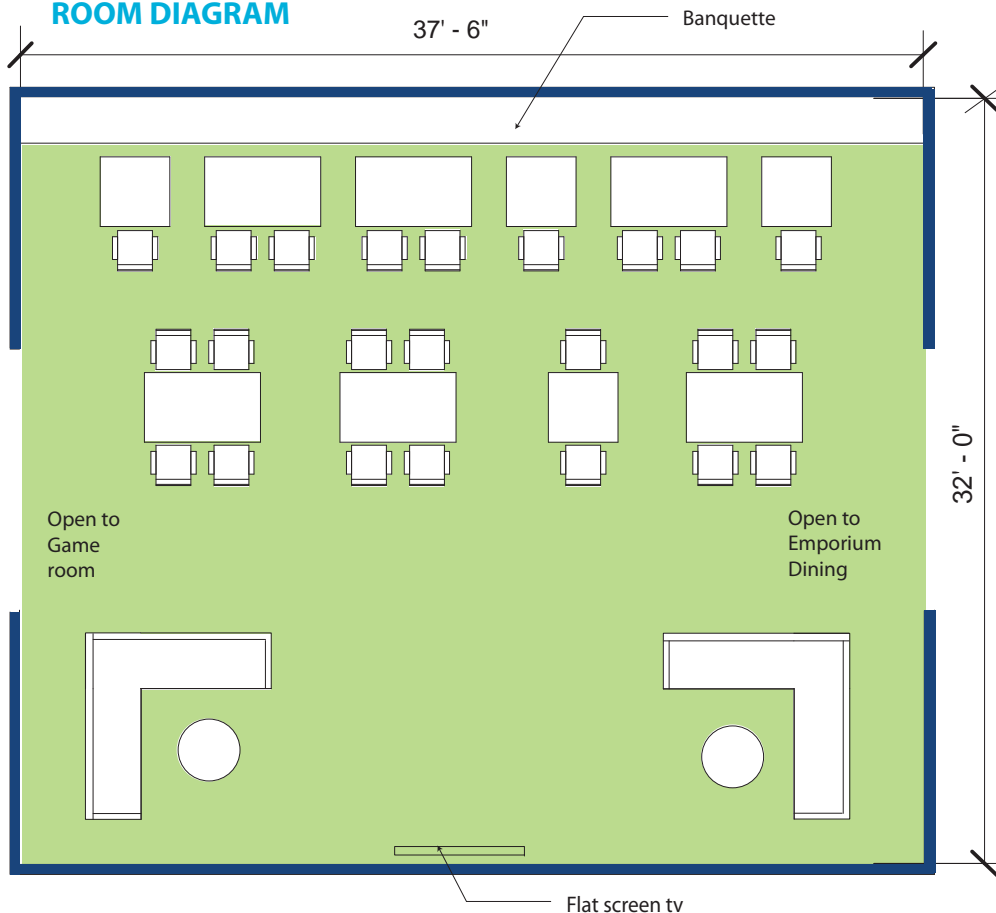 ROOM DIAGRAM
Banquette
37' - 6"
32' - 0"
Open to
Game
room
Open to
Emporium
Dining
Flat screen tv